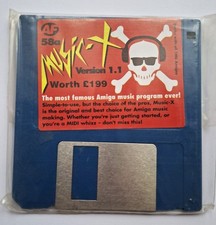 AF
58a
MUSIC-X
Version 1.1
Worth £199
The most famous Amiga music program ever!
Simple-to-use, but the choice of the pros, Music-X
is the original and best choice for Amiga music
making. Whether you're just getting started, or
you're a MIDI whizz - don't miss this!